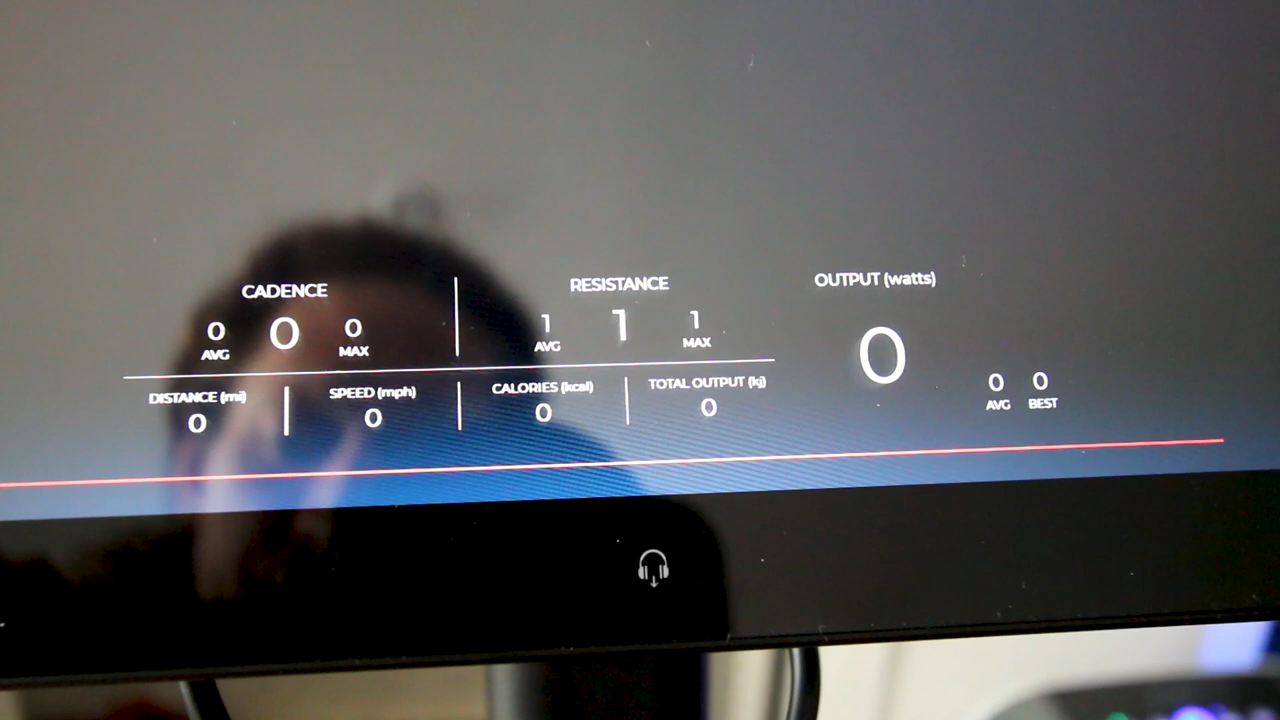 CADENCE
0 0 0
AVG MAX
RESISTANCE
1 1 1
AVG MAX
OUTPUT (watts)
0
0 0
AVG BEST
DISTANCE (mi)
0
SPEED (mph)
0
CALORIES (kcal)
0
TOTAL OUTPUT (kj)
0